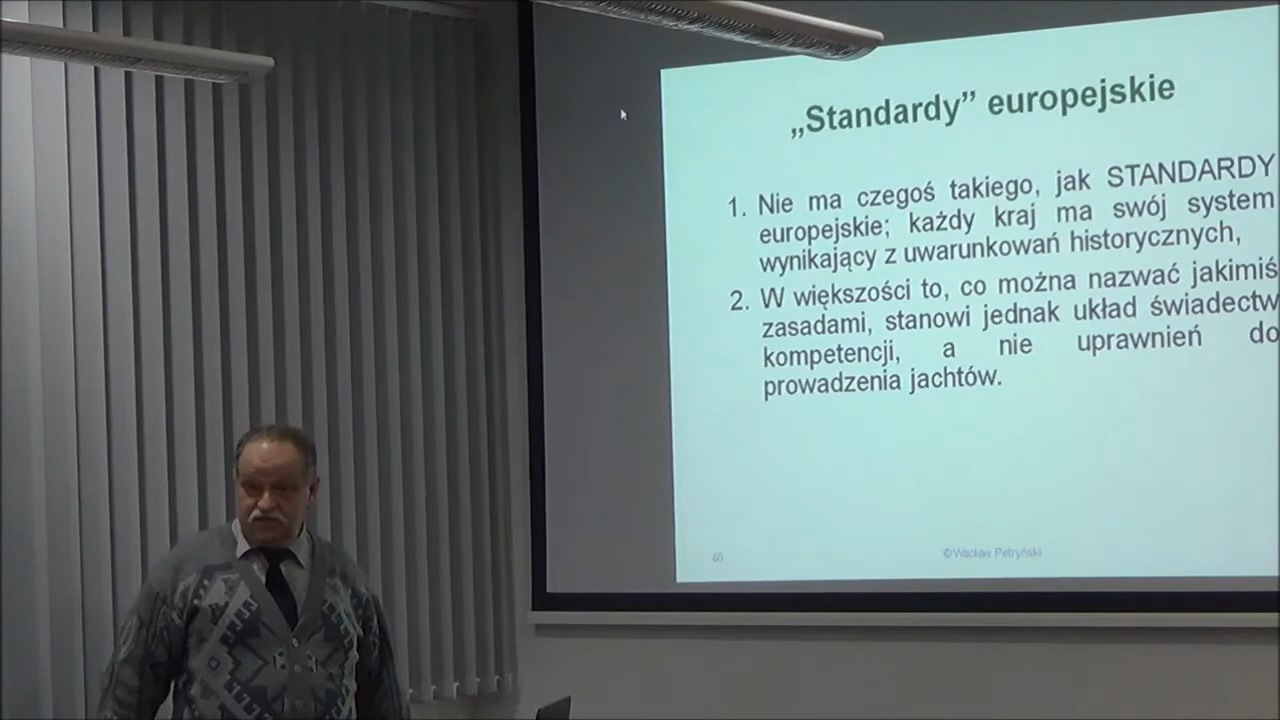 „Standardy” europejskie
1. Nie ma czegoś takiego, jak STANDARDY
europejskie; każdy kraj ma swój system
wynikający z uwarunkowań historycznych,
2. W większości to, co można nazwać jakimiś
zasadami, stanowi jednak układ świadectw
kompetencji, a nie uprawnień do
prowadzenia jachtów.
40
©Wacław Petryński